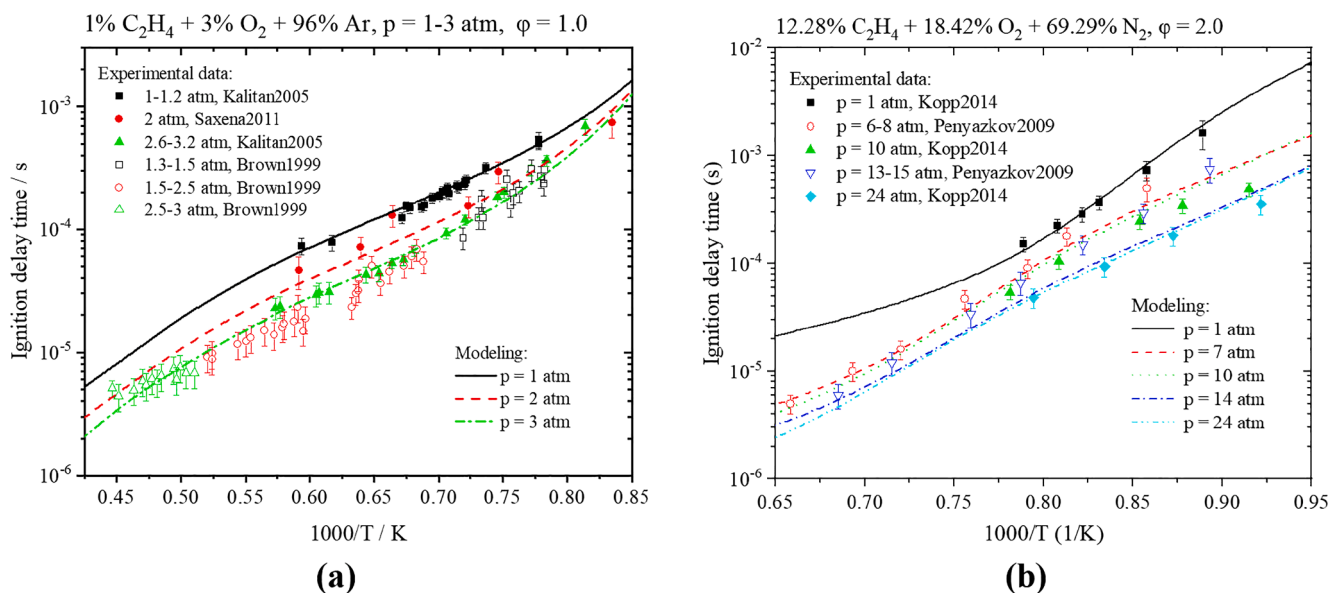 1% C₂H₄ + 3% O₂ + 96% Ar, p = 1-3 atm, φ = 1.0
Experimental data:
1-1.2 atm, Kalitan2005
2 atm, Saxena2011
2.6-3.2 atm, Kalitan2005
1.3-1.5 atm, Brown1999
1.5-2.5 atm, Brown1999
2.5-3 atm, Brown1999
Modeling:
p = 1 atm
p = 2 atm
p = 3 atm
Ignition delay time / s
10⁻³
10⁻⁴
10⁻⁵
10⁻⁶
0.45 0.50 0.55 0.60 0.65 0.70 0.75 0.80 0.85
1000/T / K
(a)
12.28% C₂H₄ + 18.42% O₂ + 69.29% N₂, φ = 2.0
Experimental data:
p = 1 atm, Kopp2014
p = 6-8 atm, Penyazkov2009
p = 10 atm, Kopp2014
p = 13-15 atm, Penyazkov2009
p = 24 atm, Kopp2014
Modeling:
p = 1 atm
p = 7 atm
p = 10 atm
p = 14 atm
p = 24 atm
Ignition delay time (s)
10⁻²
10⁻³
10⁻⁴
10⁻⁵
10⁻⁶
0.65 0.70 0.75 0.80 0.85 0.90 0.95
1000/T (1/K)
(b)